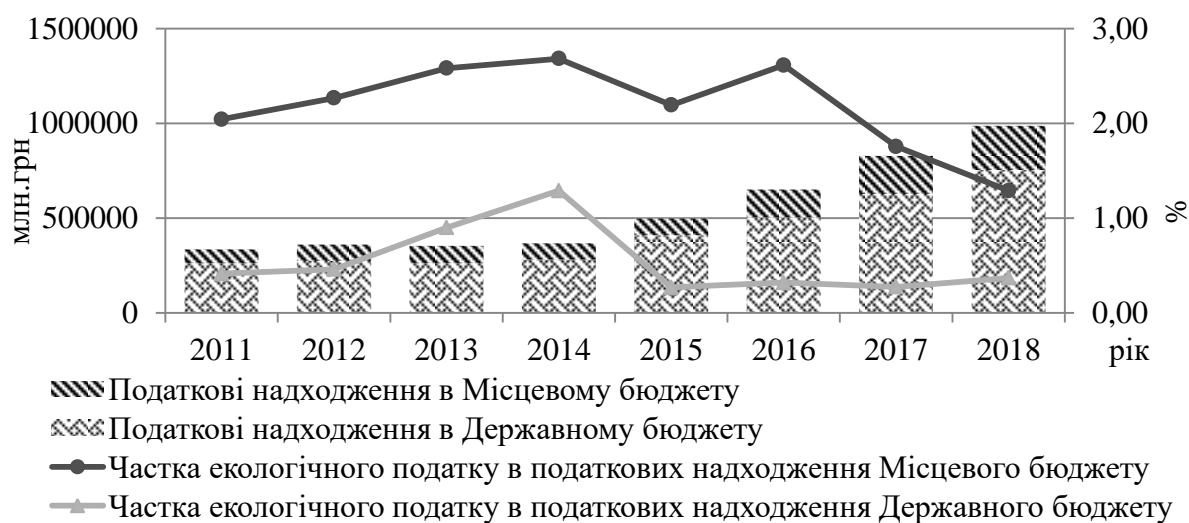 1500000
1000000
500000
0
млн.грн
3,00
2,00
1,00
0,00
%
2011 2012 2013 2014 2015 2016 2017 2018 рік
Податкові надходження в Місцевому бюджету
Податкові надходження в Державному бюджету
Частка екологічного податку в податкових надходження Місцевого бюджету
Частка екологічного податку в податкових надходження Державного бюджету